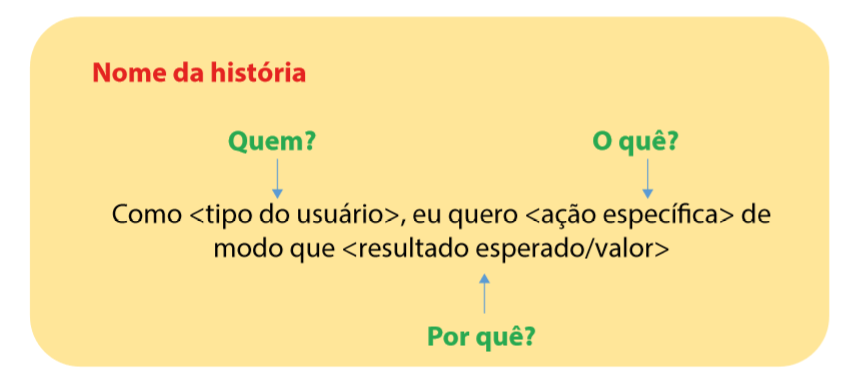 Nome da história
Quem? O quê?
Como <tipo do usuário>, eu quero <ação específica> de
modo que <resultado esperado/valor>
Por quê?